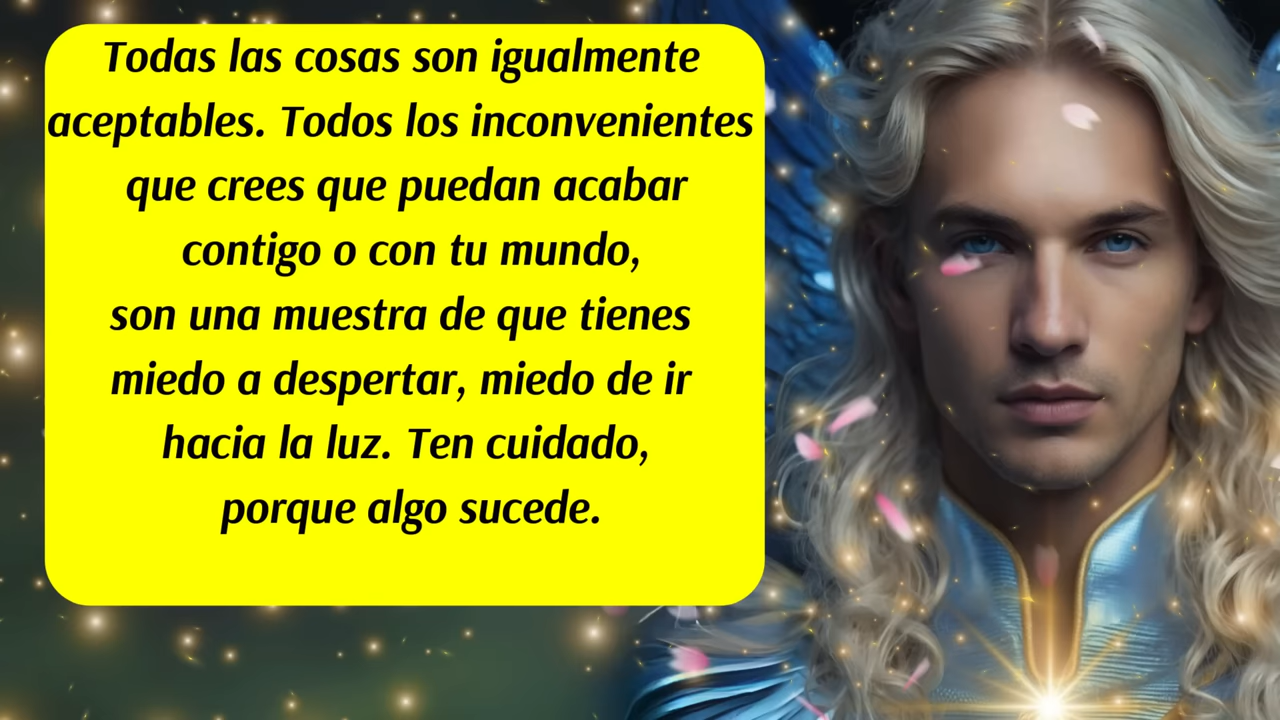 Todas las cosas son igualmente
aceptables. Todos los inconvenientes
que crees que puedan acabar
contigo o con tu mundo,
son una muestra de que tienes
miedo a despertar, miedo de ir
hacia la luz. Ten cuidado,
porque algo sucede.